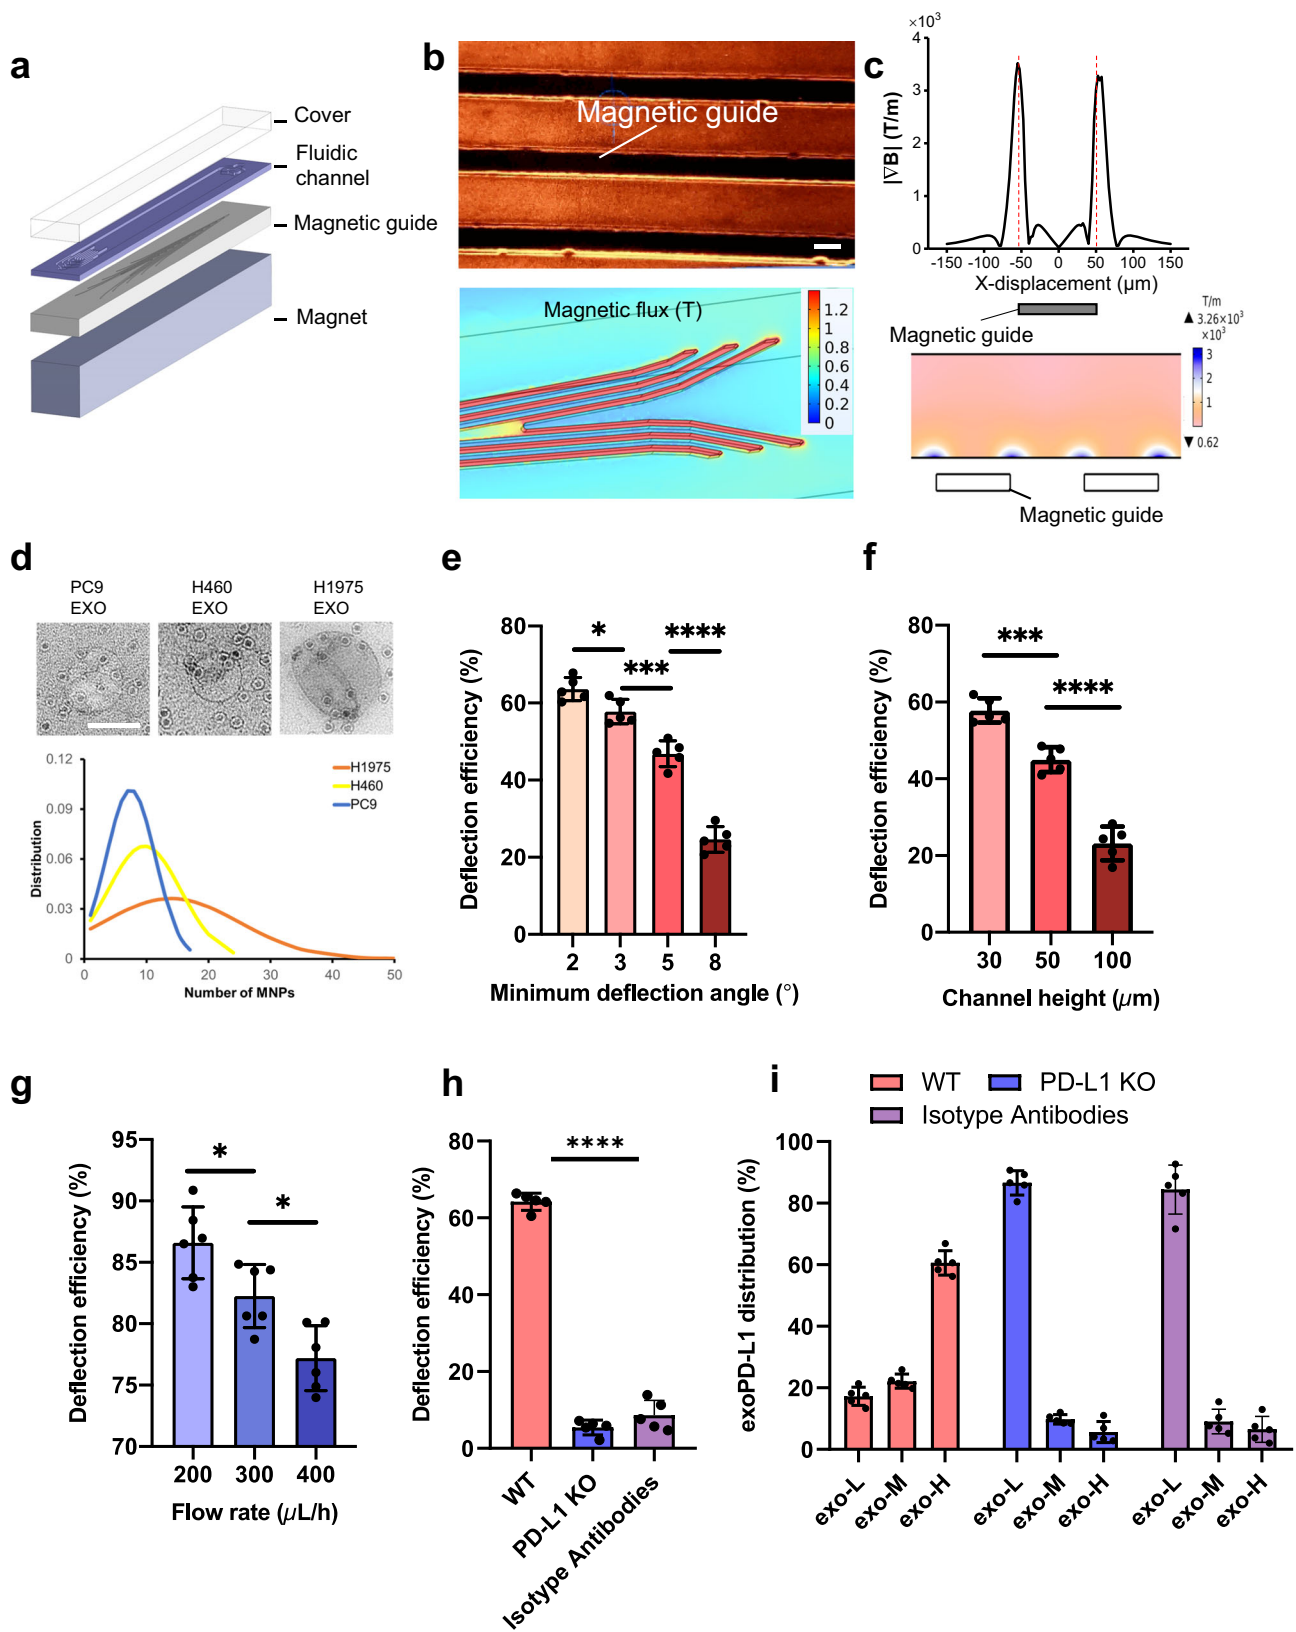 a
Cover
Fluidic
channel
Magnetic guide
Magnet
b
Magnetic guide
Magnetic flux (T)
1.2
1
0.8
0.6
0.4
0.2
0
c
×10³
4
3
2
1
0
|∇B| (T/m)
-150 -100 -50 0 50 100 150
X-displacement (µm)
Magnetic guide
T/m
▲ 3.26×10³
×10³
3
2
1
▼ 0.62
Magnetic guide
d
PC9
EXO
H460
EXO
H1975
EXO
0.12
0.09
0.06
0.03
0
Distribution
H1975
H460
PC9
0 10 20 30 40 50
Number of MNPs
e
80
60
40
20
0
Deflection efficiency (%)
* *** ****
2 3 5 8
Minimum deflection angle (°)
f
80
60
40
20
0
Deflection efficiency (%)
*** ****
30 50 100
Channel height (µm)
g
95
90
85
80
75
70
Deflection efficiency (%)
* *
200 300 400
Flow rate (µL/h)
h
80
60
40
20
0
Deflection efficiency (%)
****
WT
PD-L1 KO
Isotype Antibodies
i
WT PD-L1 KO
Isotype Antibodies
100
80
60
40
20
0
exoPD-L1 distribution (%)
exo-L exo-M exo-H exo-L exo-M exo-H exo-L exo-M exo-H